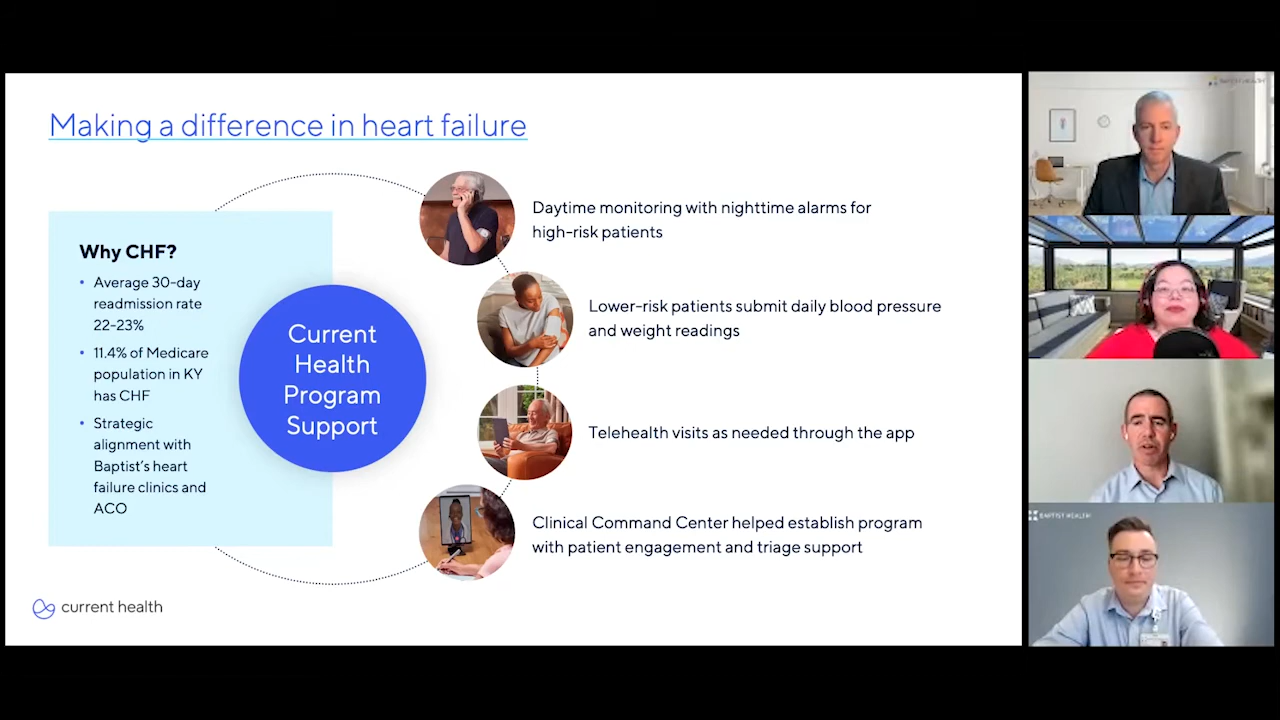 Making a difference in heart failure
Why CHF?
• Average 30-day
readmission rate
22-23%
• 11.4% of Medicare
population in KY
has CHF
• Strategic
alignment with
Baptist's heart
failure clinics and
ACO
Current
Health
Program
Support
Daytime monitoring with nighttime alarms for
high-risk patients
Lower-risk patients submit daily blood pressure
and weight readings
Telehealth visits as needed through the app
Clinical Command Center helped establish program
with patient engagement and triage support
current health
BAPTIST HEALTH
BAPTIST HEALTH